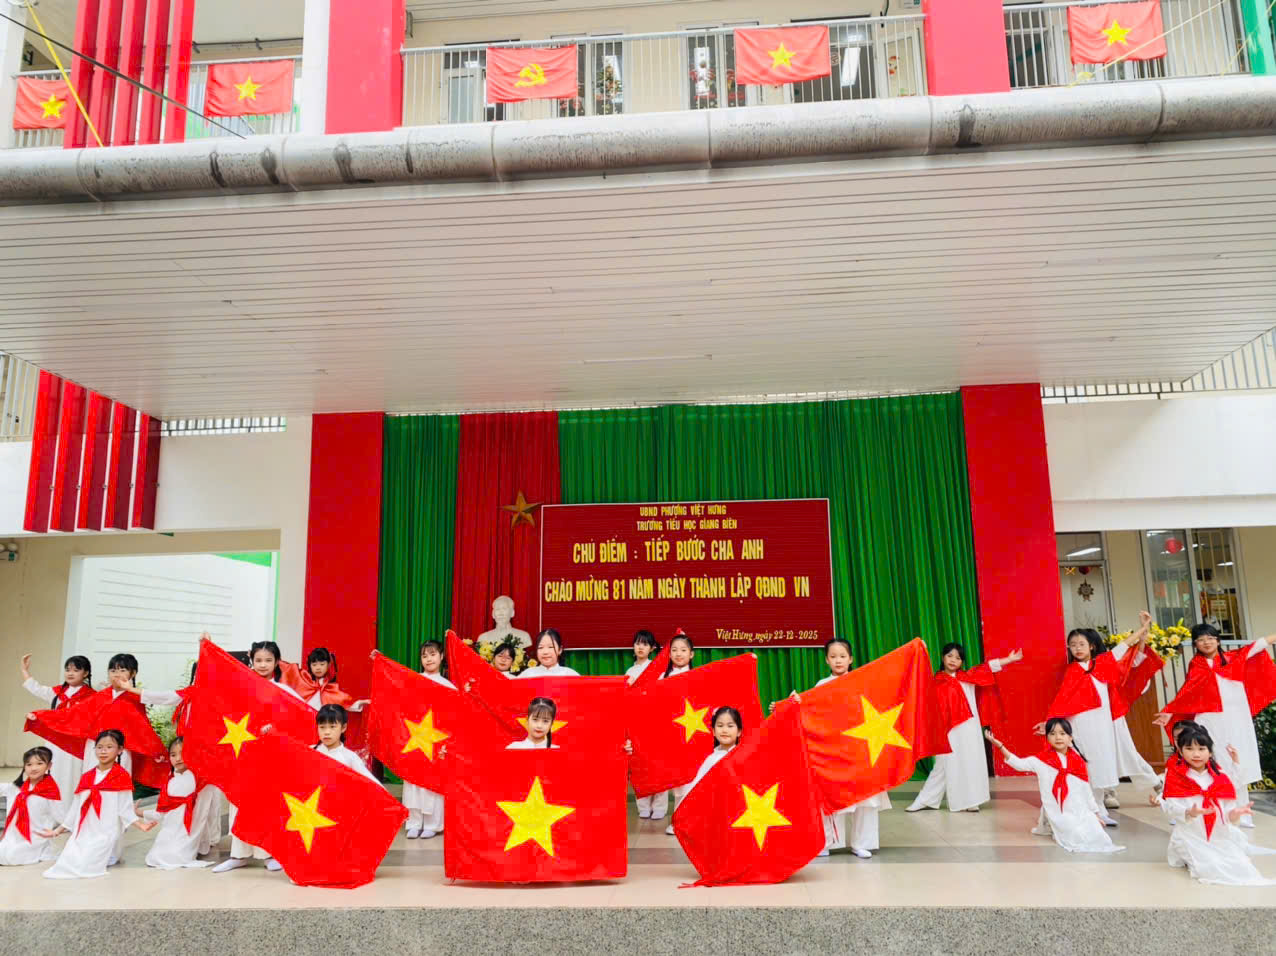 UBND PHƯỜNG VIỆT HƯNG
TRƯỜNG TIỂU HỌC GIANG BIÊN
CHỦ ĐIỂM : TIẾP BƯỚC CHA ANH
CHÀO MỪNG 81 NĂM NGÀY THÀNH LẬP QĐND VN
Việt Hưng, ngày 22-12-2025